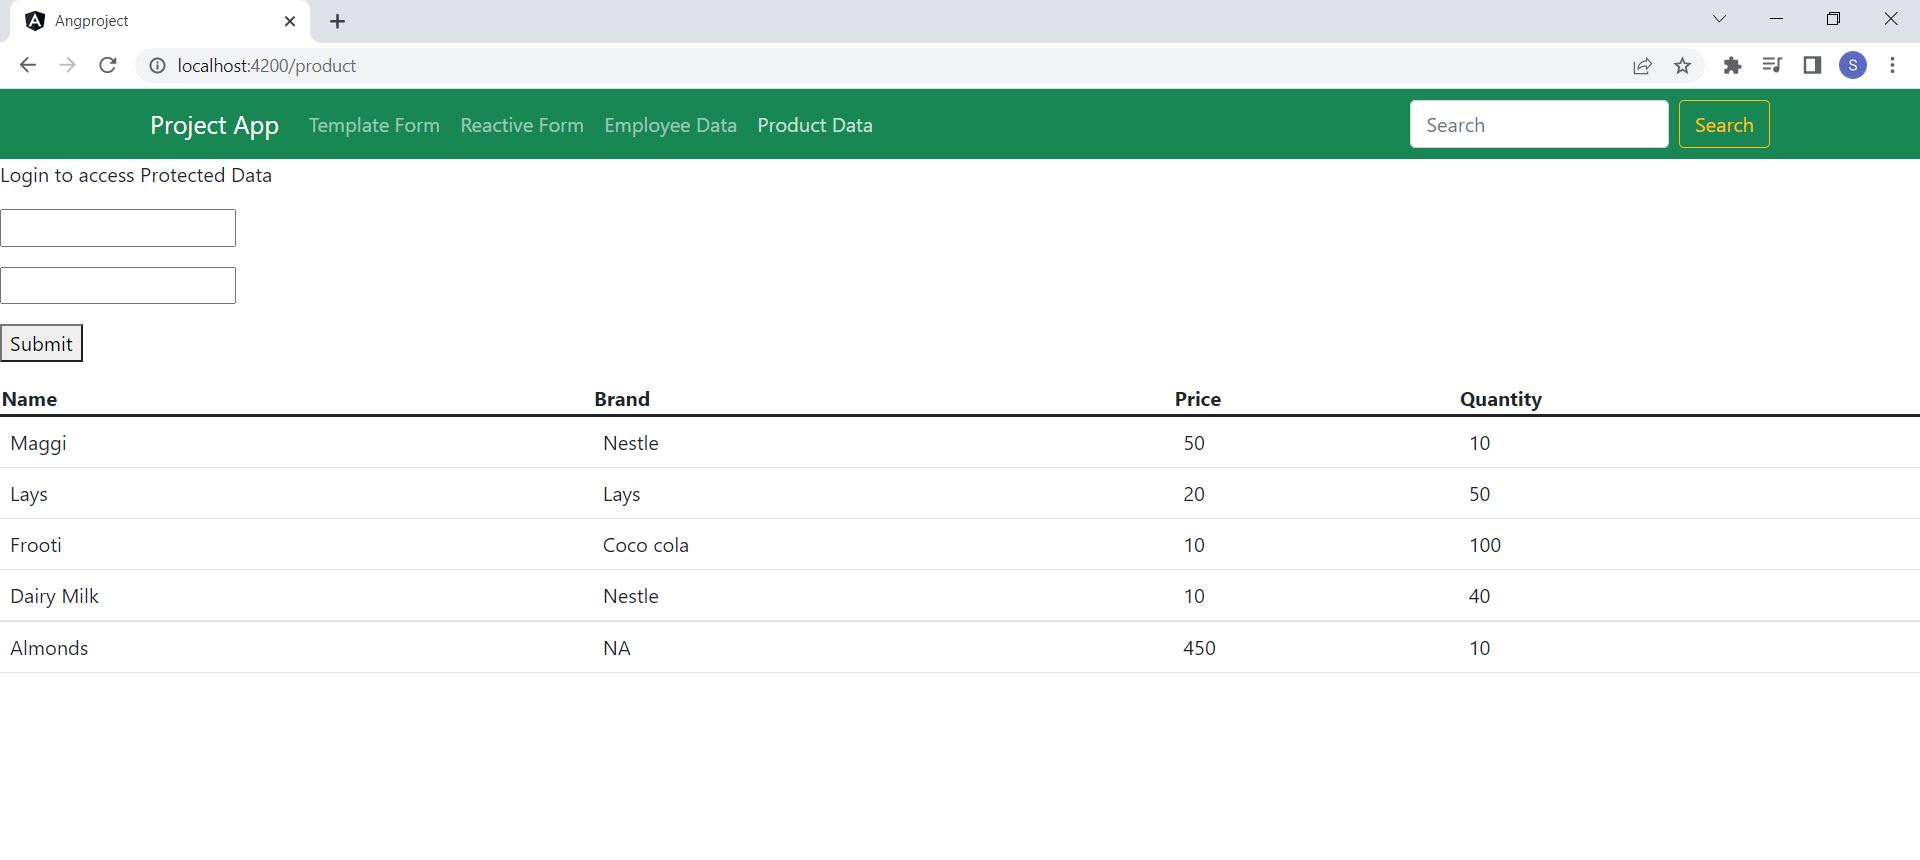 Angproject
localhost:4200/product
S
Project App Template Form Reactive Form Employee Data Product Data Search Search
Login to access Protected Data
Submit
Name Brand Price Quantity
Maggi Nestle 50 10
Lays Lays 20 50
Frooti Coco cola 10 100
Dairy Milk Nestle 10 40
Almonds NA 450 10